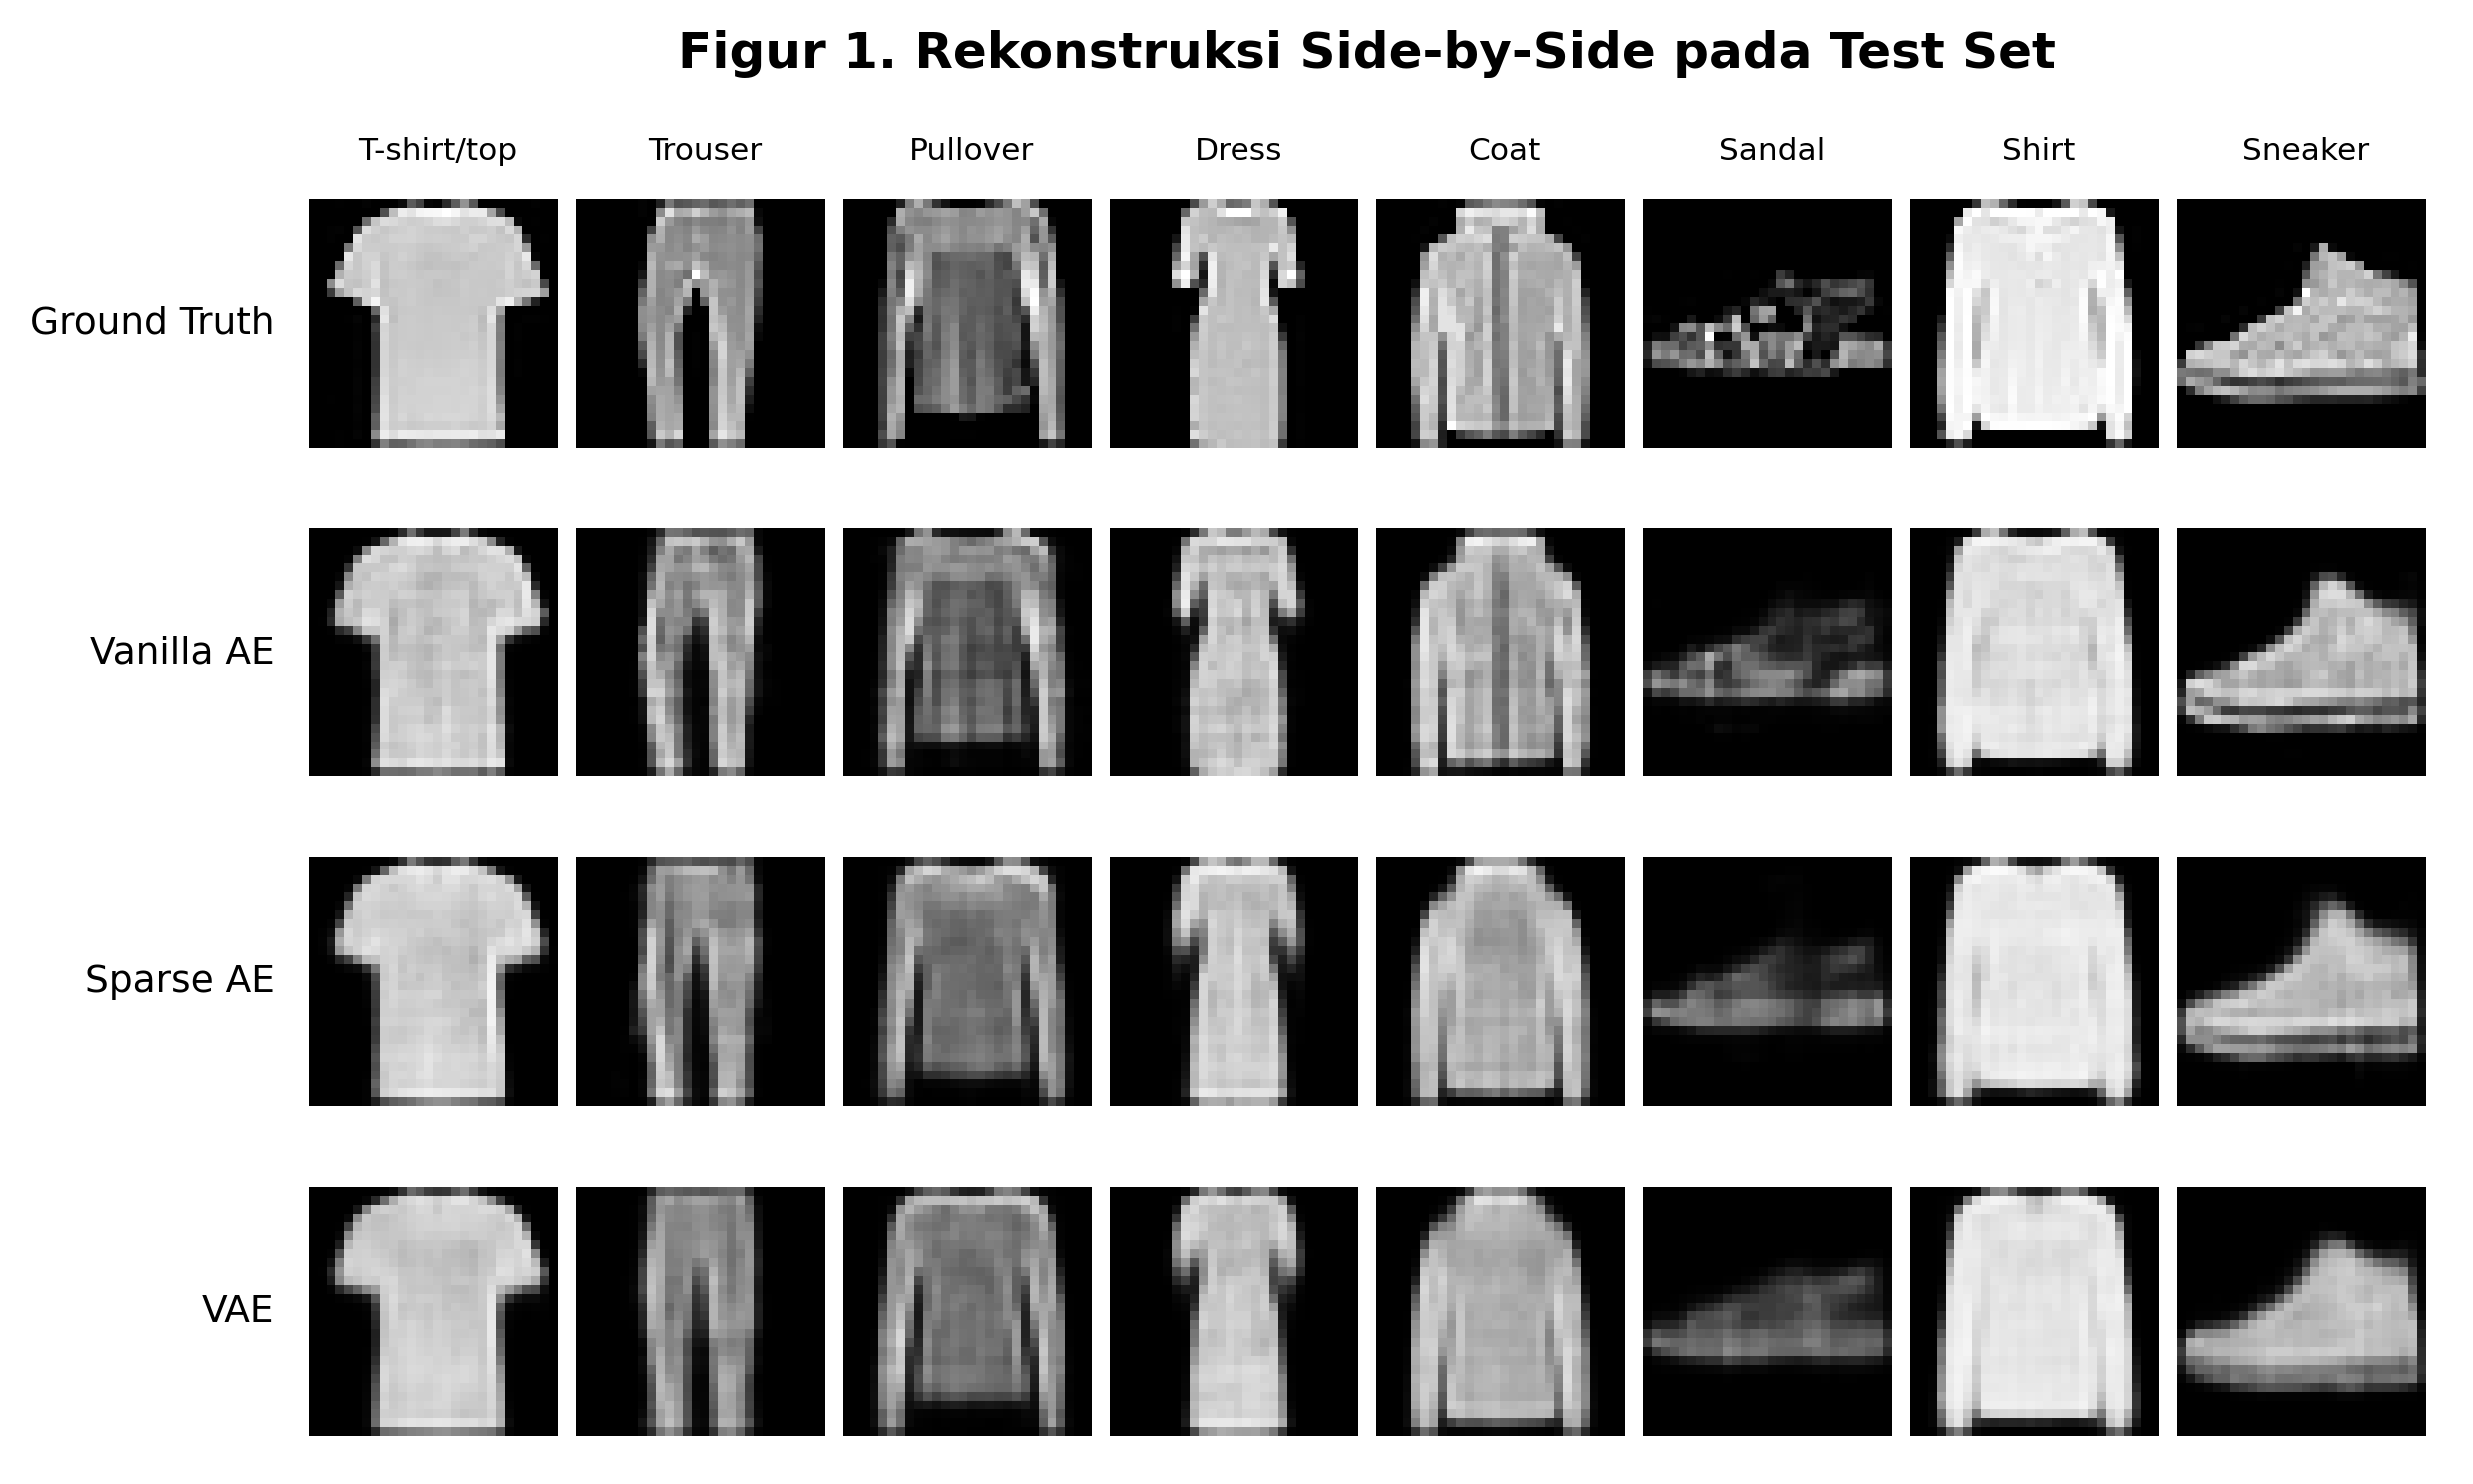 Figur 1. Rekonstruksi Side-by-Side pada Test Set
T-shirt/top Trouser Pullover Dress Coat Sandal Shirt Sneaker
Ground Truth
Vanilla AE
Sparse AE
VAE